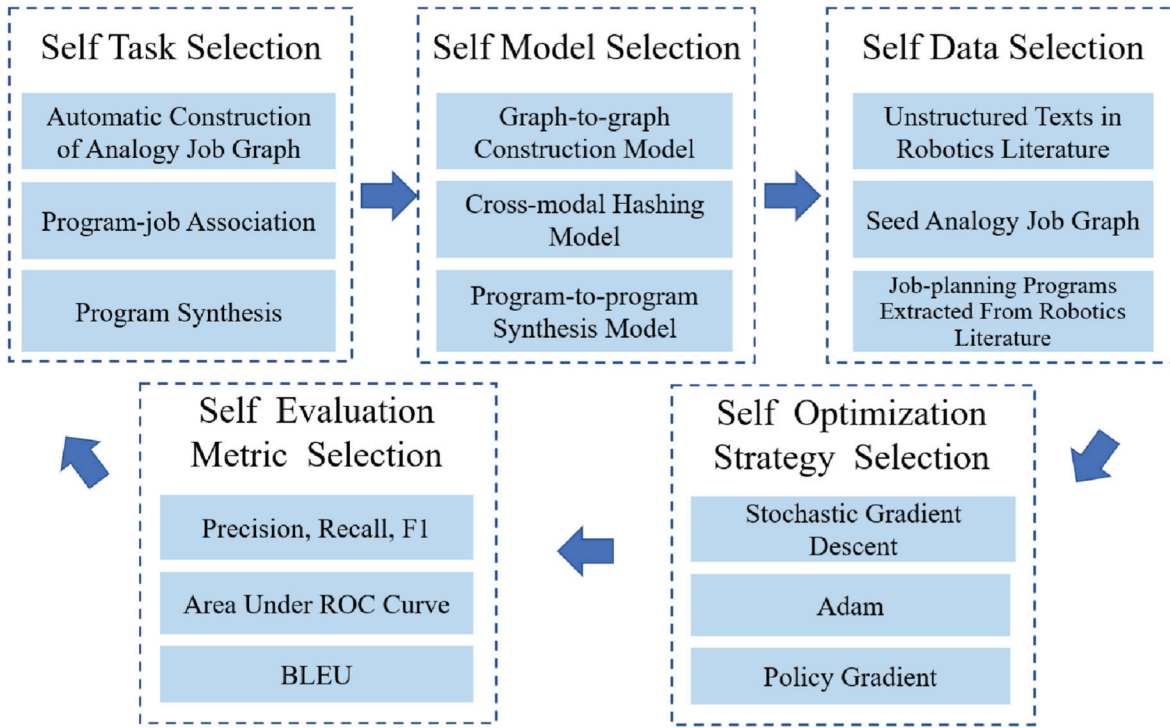 Self Task Selection
Automatic Construction
of Analogy Job Graph
Program-job Association
Program Synthesis
Self Model Selection
Graph-to-graph
Construction Model
Cross-modal Hashing
Model
Program-to-program
Synthesis Model
Self Data Selection
Unstructured Texts in
Robotics Literature
Seed Analogy Job Graph
Job-planning Programs
Extracted From Robotics
Literature
Self Optimization
Strategy Selection
Stochastic Gradient
Descent
Adam
Policy Gradient
Self Evaluation
Metric Selection
Precision, Recall, F1
Area Under ROC Curve
BLEU